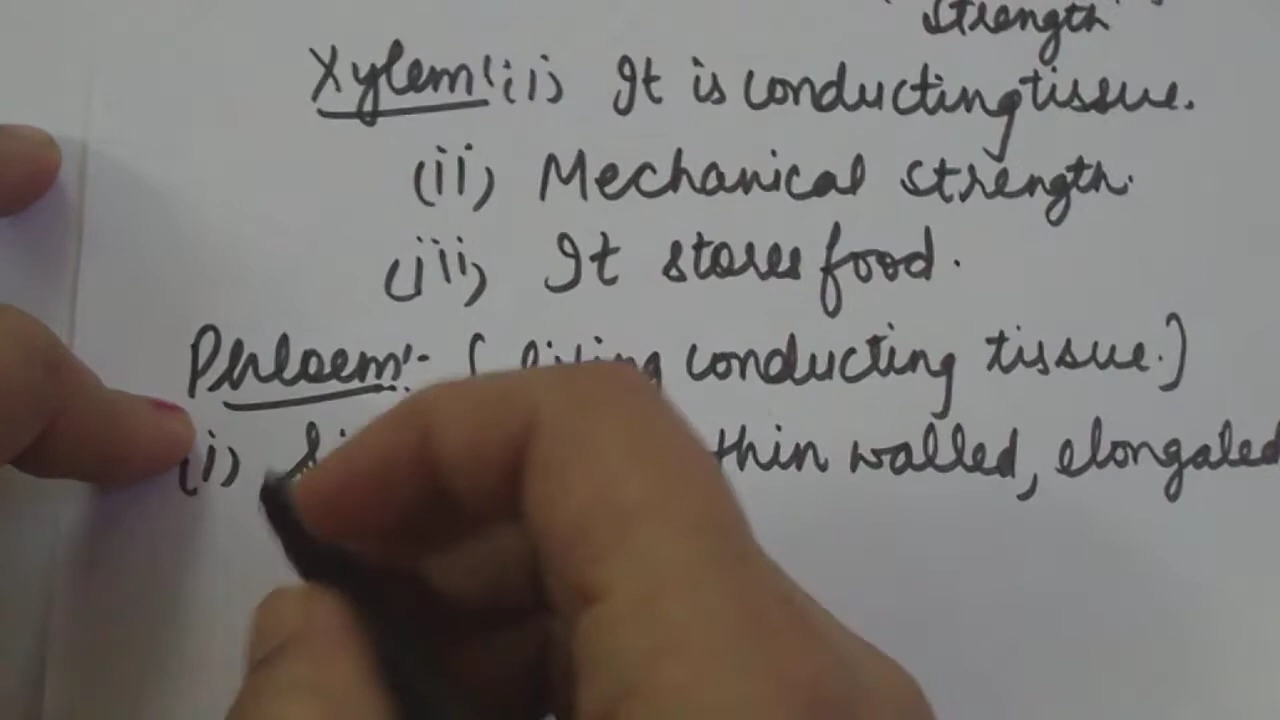 Strength
Xylem :(i) It is conducting tissue.
(ii) Mechanical strength.
(iii) It stores food.
Phloem:- (living conducting tissue.)
(i) thin walled, elongated